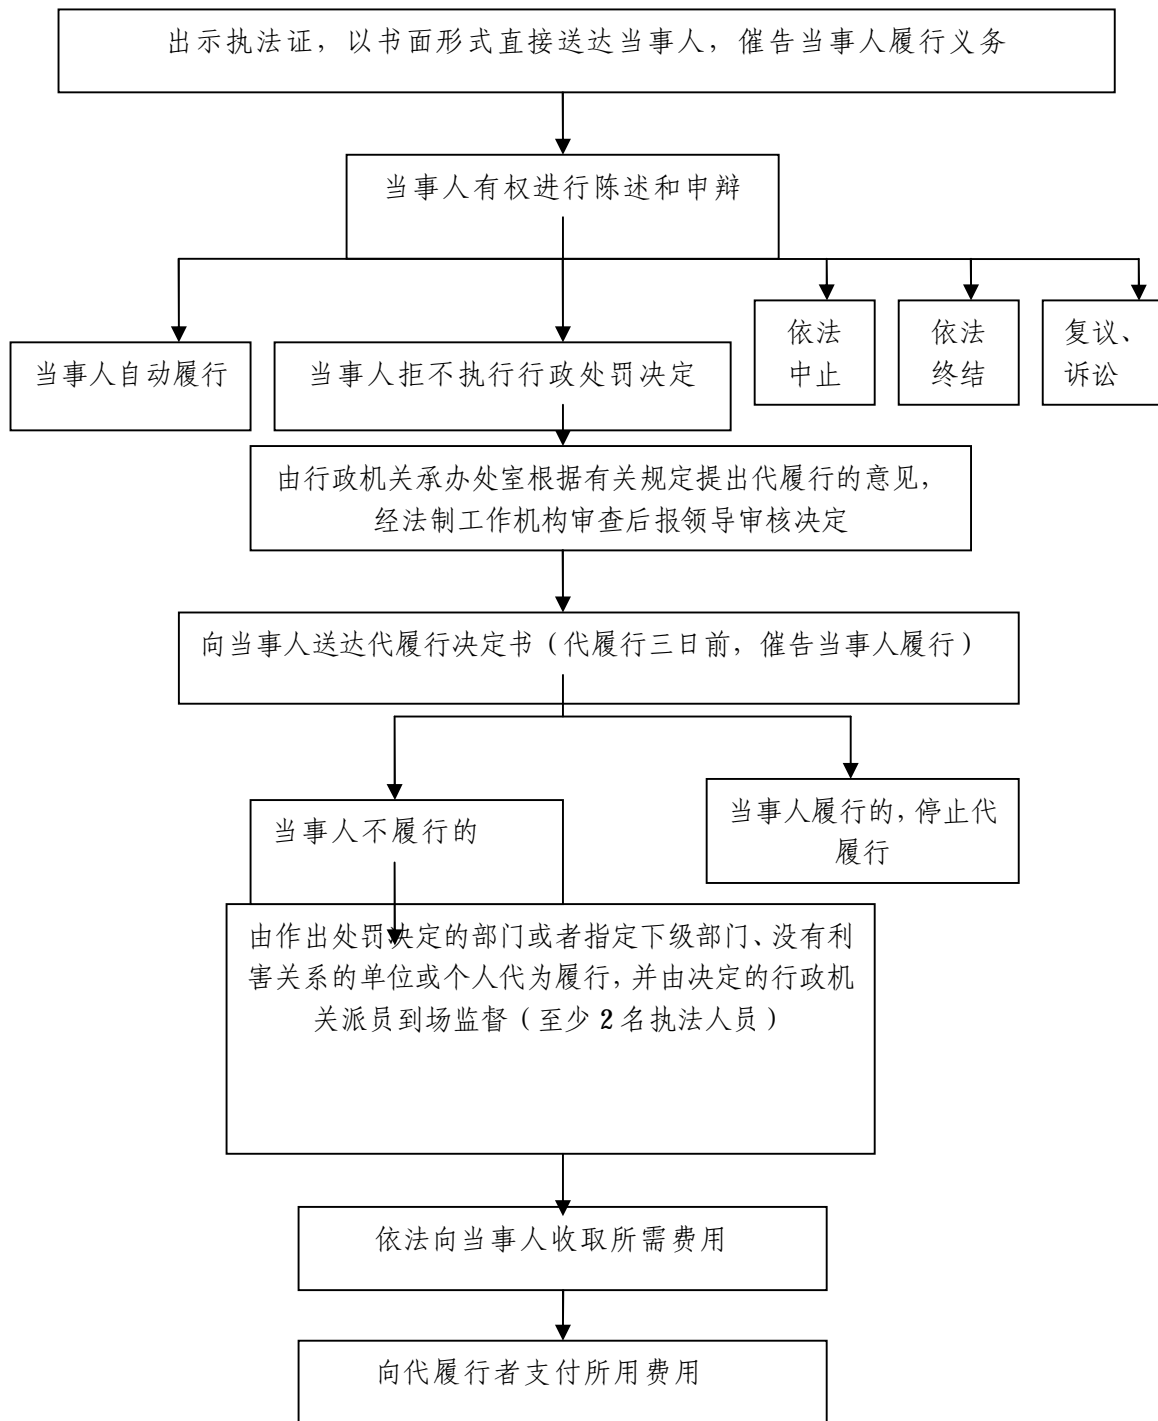 出示执法证，以书面形式直接送达当事人，催告当事人履行义务
当事人有权进行陈述和申辩
当事人自动履行
当事人拒不执行行政处罚决定
依法
中止
依法
终结
复议、
诉讼
由行政机关承办处室根据有关规定提出代履行的意见，
经法制工作机构审查后报领导审核决定
向当事人送达代履行决定书（代履行三日前，催告当事人履行）
当事人不履行的
当事人履行的，停止代
履行
由作出处罚决定的部门或者指定下级部门、没有利
害关系的单位或个人代为履行，并由决定的行政机
关派员到场监督（至少 2 名执法人员）
依法向当事人收取所需费用
向代履行者支付所用费用